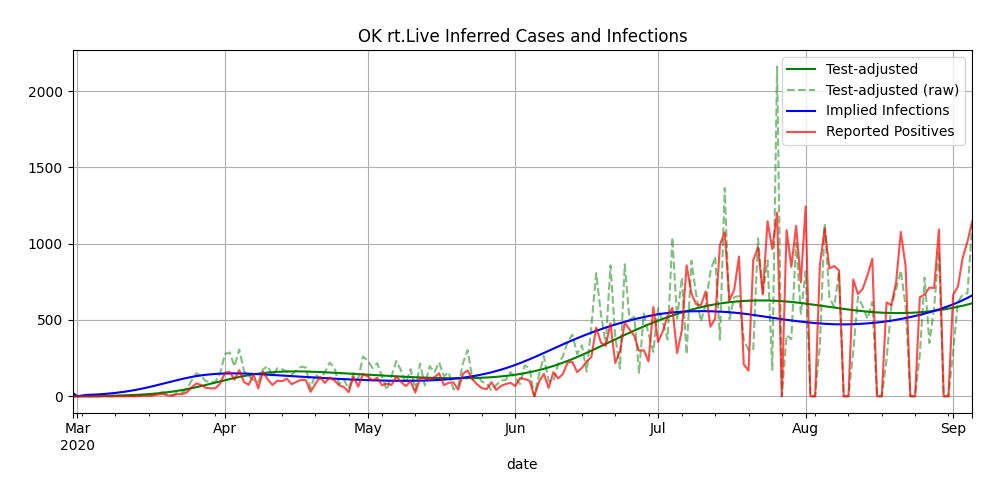 OK rt.Live Inferred Cases and Infections
Test-adjusted
Test-adjusted (raw)
Implied Infections
Reported Positives
2000
1500
1000
500
0
Mar Apr May Jun Jul Aug Sep
2020
date